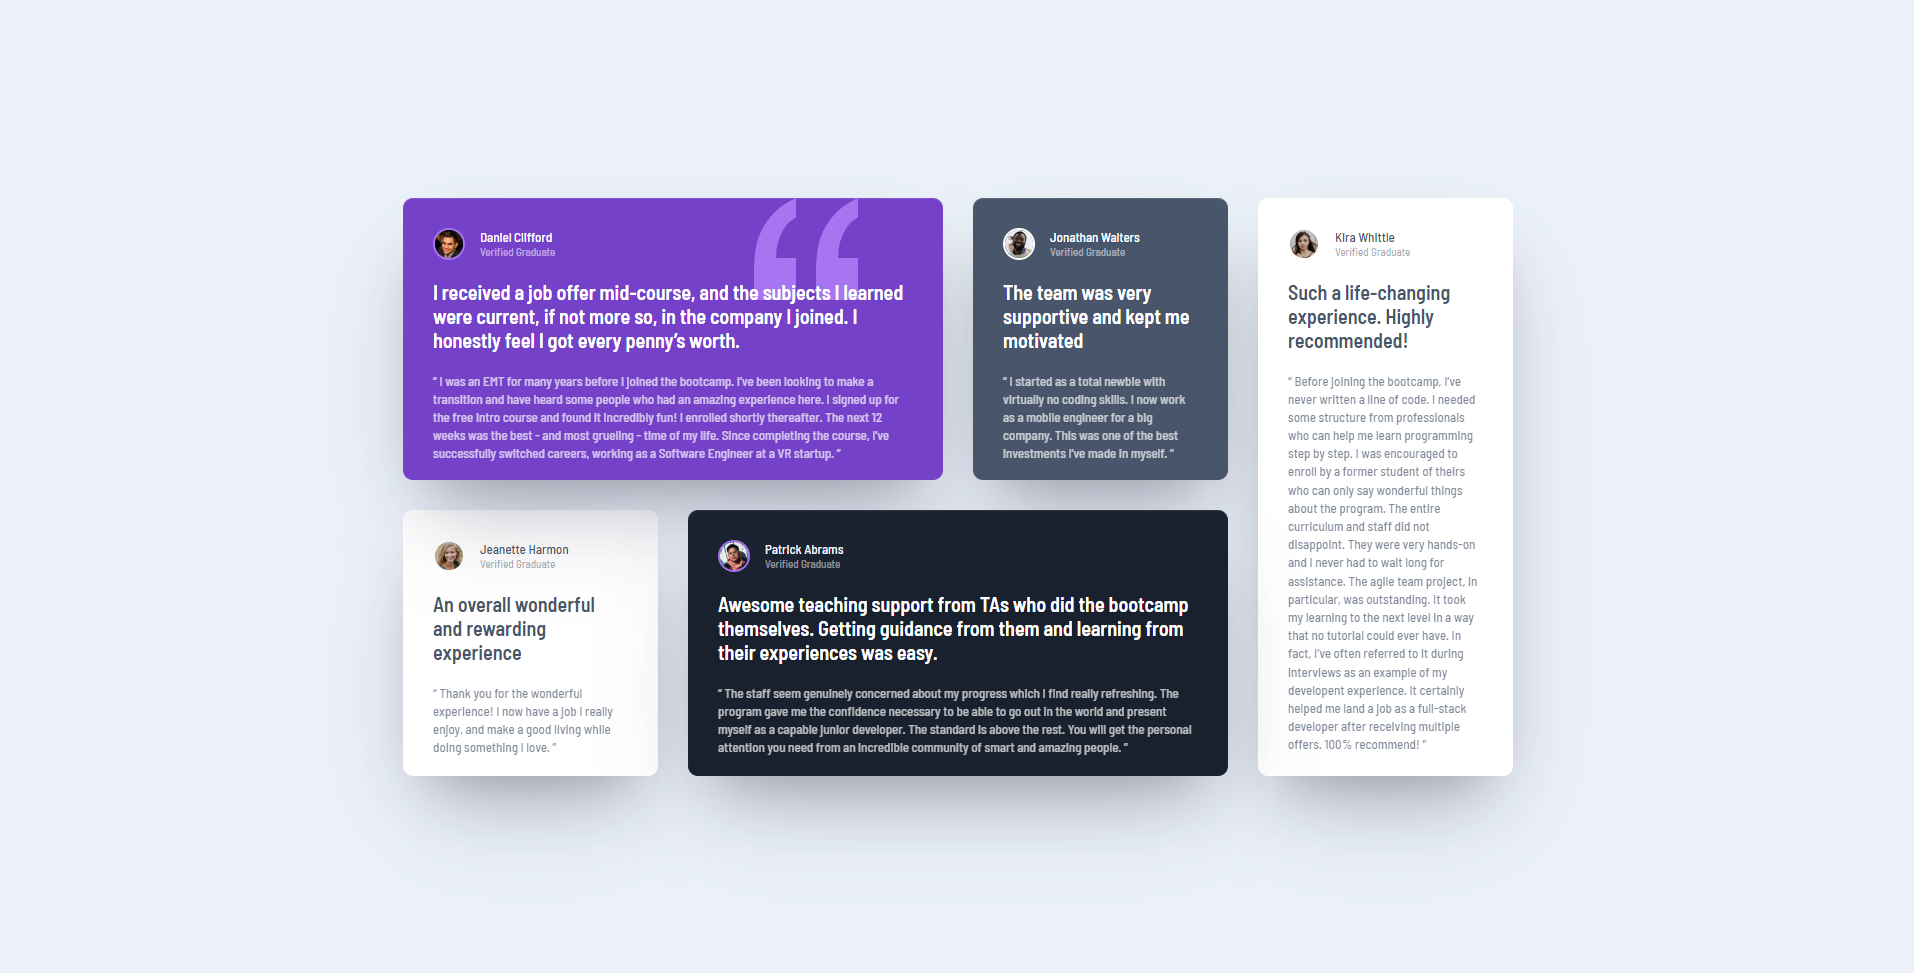 Daniel Clifford
Verified Graduate
I received a job offer mid-course, and the subjects I learned
were current, if not more so, in the company I joined. I
honestly feel I got every penny’s worth.
“ I was an EMT for many years before I joined the bootcamp. I’ve been looking to make a
transition and have heard some people who had an amazing experience here. I signed up for
the free intro course and found it incredibly fun! I enrolled shortly thereafter. The next 12
weeks was the best - and most grueling - time of my life. Since completing the course, I’ve
successfully switched careers, working as a Software Engineer at a VR startup. ”
Jonathan Walters
Verified Graduate
The team was very
supportive and kept me
motivated
“ I started as a total newbie with
virtually no coding skills. I now work
as a mobile engineer for a big
company. This was one of the best
investments I’ve made in myself. ”
Kira Whittle
Verified Graduate
Such a life-changing
experience. Highly
recommended!
“ Before joining the bootcamp, I’ve
never written a line of code. I needed
some structure from professionals
who can help me learn programming
step by step. I was encouraged to
enroll by a former student of theirs
who can only say wonderful things
about the program. The entire
curriculum and staff did not
disappoint. They were very hands-on
and I never had to wait long for
assistance. The agile team project, in
particular, was outstanding. It took
my learning to the next level in a way
that no tutorial could ever have. In
fact, I’ve often referred to it during
interviews as an example of my
developent experience. It certainly
helped me land a job as a full-stack
developer after receiving multiple
offers. 100% recommend! ”
Jeanette Harmon
Verified Graduate
An overall wonderful
and rewarding
experience
“ Thank you for the wonderful
experience! I now have a job I really
enjoy, and make a good living while
doing something I love. ”
Patrick Abrams
Verified Graduate
Awesome teaching support from TAs who did the bootcamp
themselves. Getting guidance from them and learning from
their experiences was easy.
“ The staff seem genuinely concerned about my progress which I find really refreshing. The
program gave me the confidence necessary to be able to go out in the world and present
myself as a capable junior developer. The standard is above the rest. You will get the personal
attention you need from an incredible community of smart and amazing people. ”